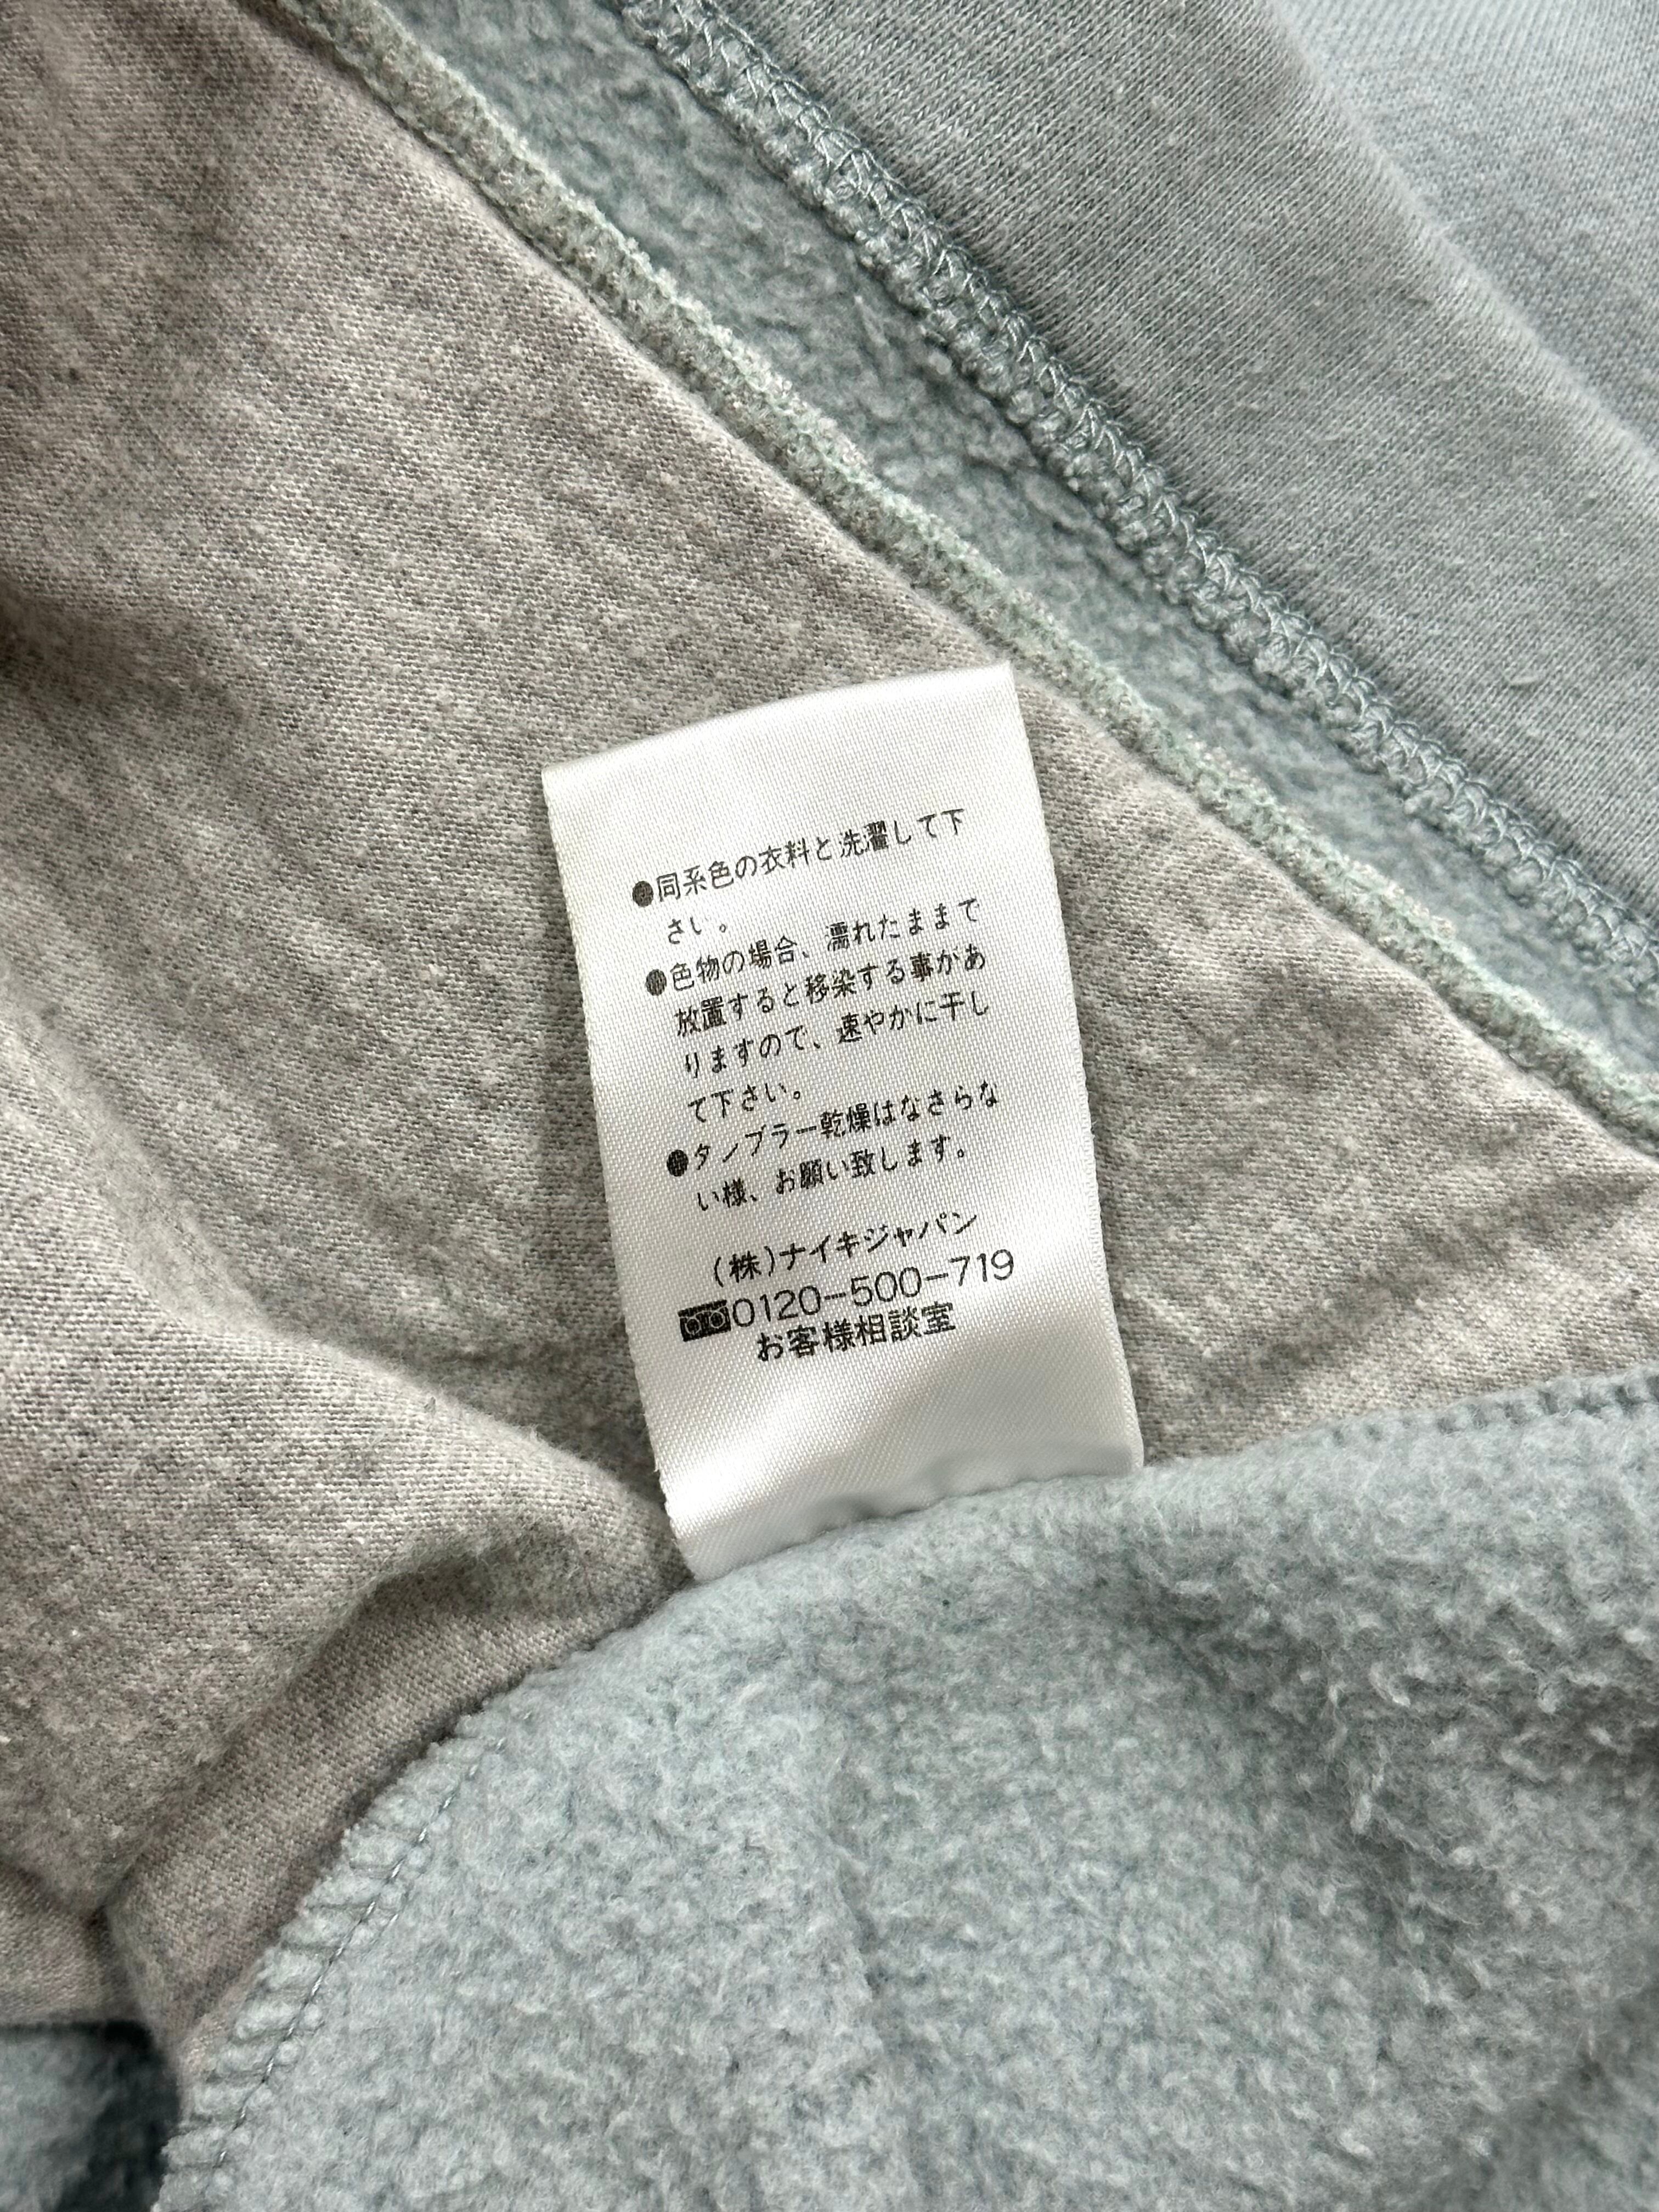 ●同系色の衣料と洗濯して下
さい。
●色物の場合、濡れたままで
放置すると移染する事があ
りますので、速やかに干し
て下さい。
●タンブラー乾燥はなさらな
い様、お願い致します。
(株)ナイキジャパン
0120-500-719
お客様相談室